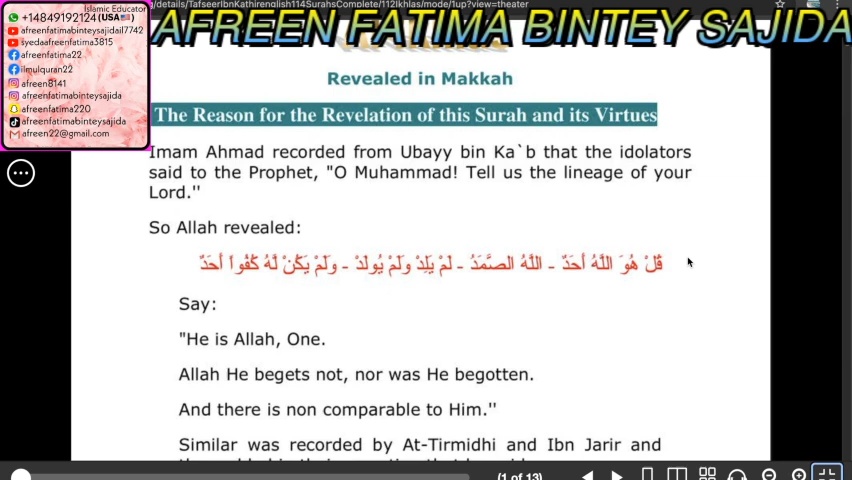 g/details/TafseerIbnKathirenglish114SurahsComplete/112Ikhlas/mode/1up?view=theater
Islamic Educator
+14849192124 (USA🇺🇸)
afreenfatimabinteysajidail7742
syedaafreenfatima3815
afreenfatima22
ilmulquran22
afreen8141
afreenfatimabinteysajida
afreenfatima220
afreenfatimabinteysajida
afreen22@gmail.com
AFREEN FATIMA BINTEY SAJIDA
Revealed in Makkah
The Reason for the Revelation of this Surah and its Virtues
Imam Ahmad recorded from Ubayy bin Ka`b that the idolators
said to the Prophet, "O Muhammad! Tell us the lineage of your
Lord.''
So Allah revealed:
قُلْ هُوَ اللَّهُ أَحَدٌ - اللَّهُ الصَّمَدُ - لَمْ يَلِدْ وَلَمْ يُولَدْ - وَلَمْ يَكُنْ لَّهُ كُفُواً أَحَدٌ
Say:
"He is Allah, One.
Allah He begets not, nor was He begotten.
And there is non comparable to Him.''
Similar was recorded by At-Tirmidhi and Ibn Jarir and
(1 of 13)